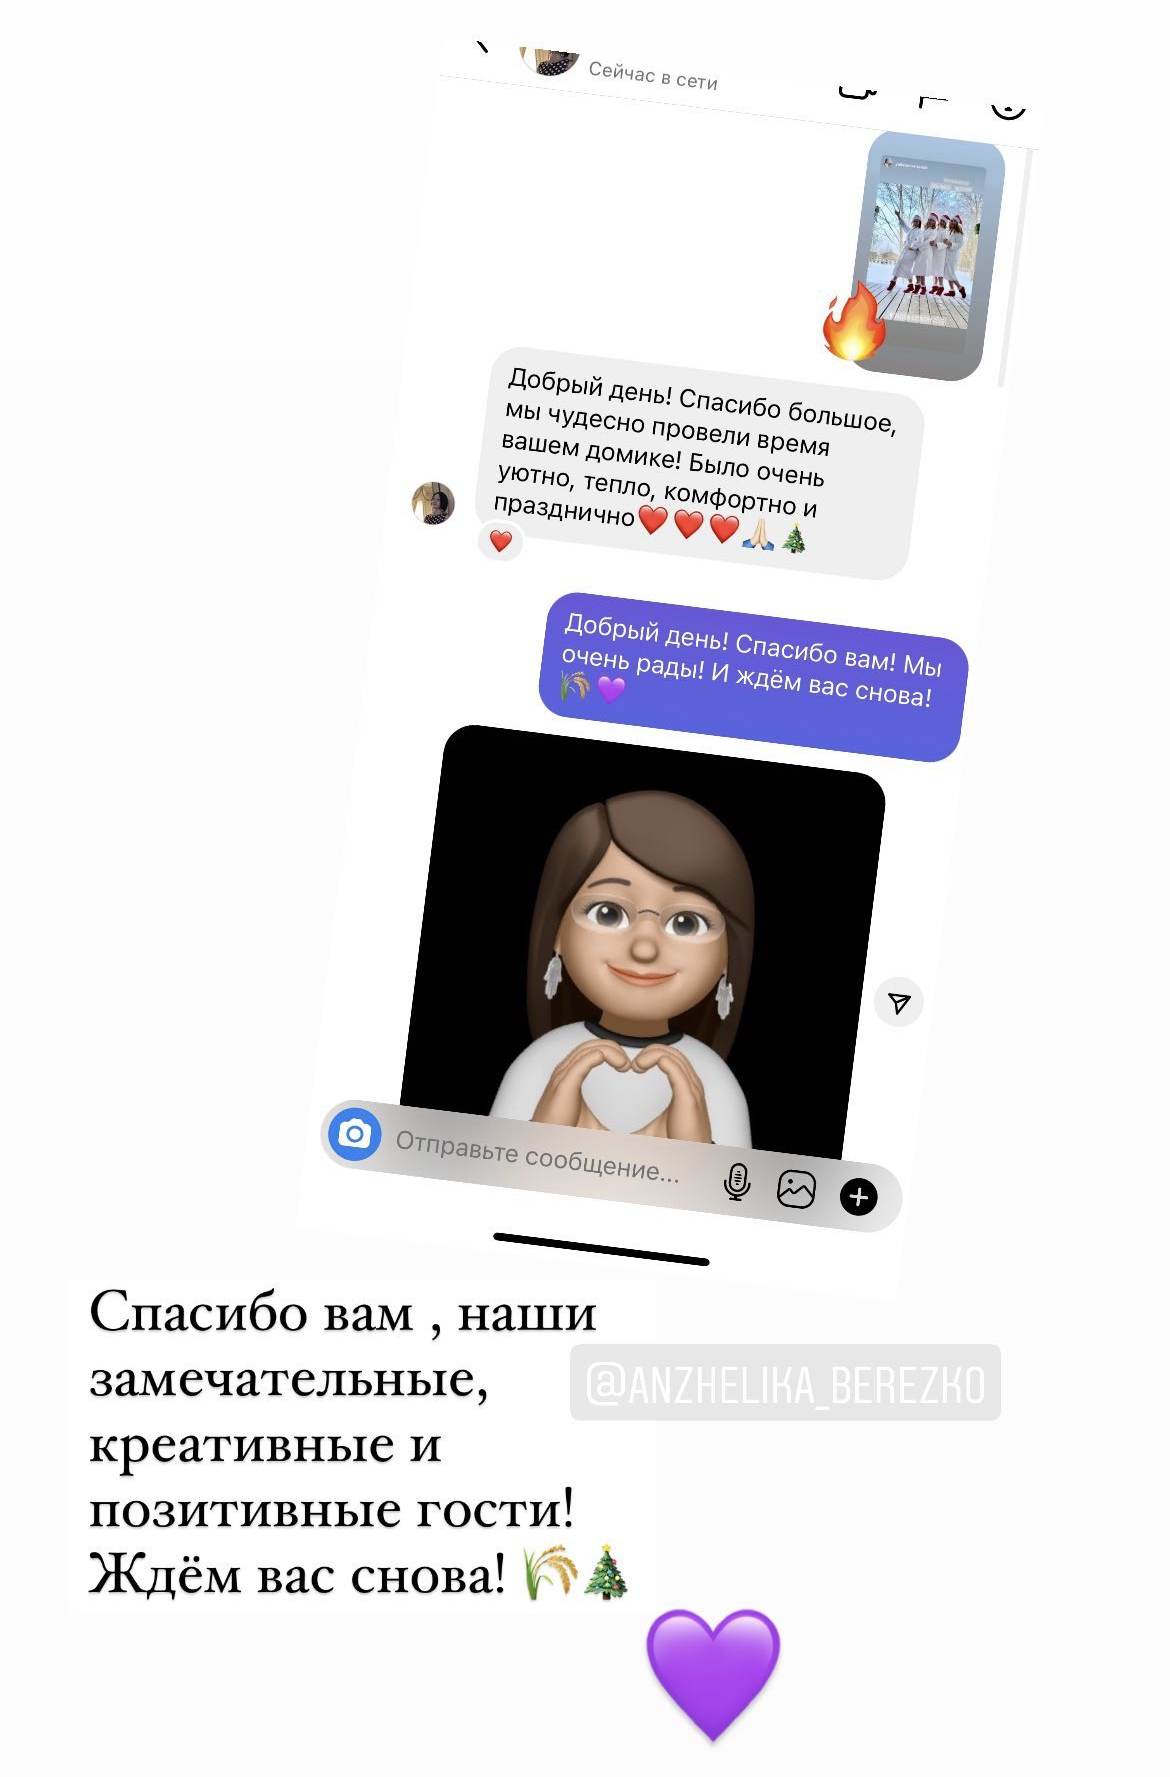 Сейчас в сети
Добрый день! Спасибо большое,
мы чудесно провели время
вашем домике! Было очень
уютно, тепло, комфортно и
празднично❤️❤️❤️🙏🏻🎄
❤️
Добрый день! Спасибо вам! Мы
очень рады! И ждём вас снова!
🌾💜
Отправьте сообщение...
Спасибо вам , наши
замечательные,
@ANZHELIKA_BEREZKO
креативные и
позитивные гости!
Ждём вас снова! 🌾🎄